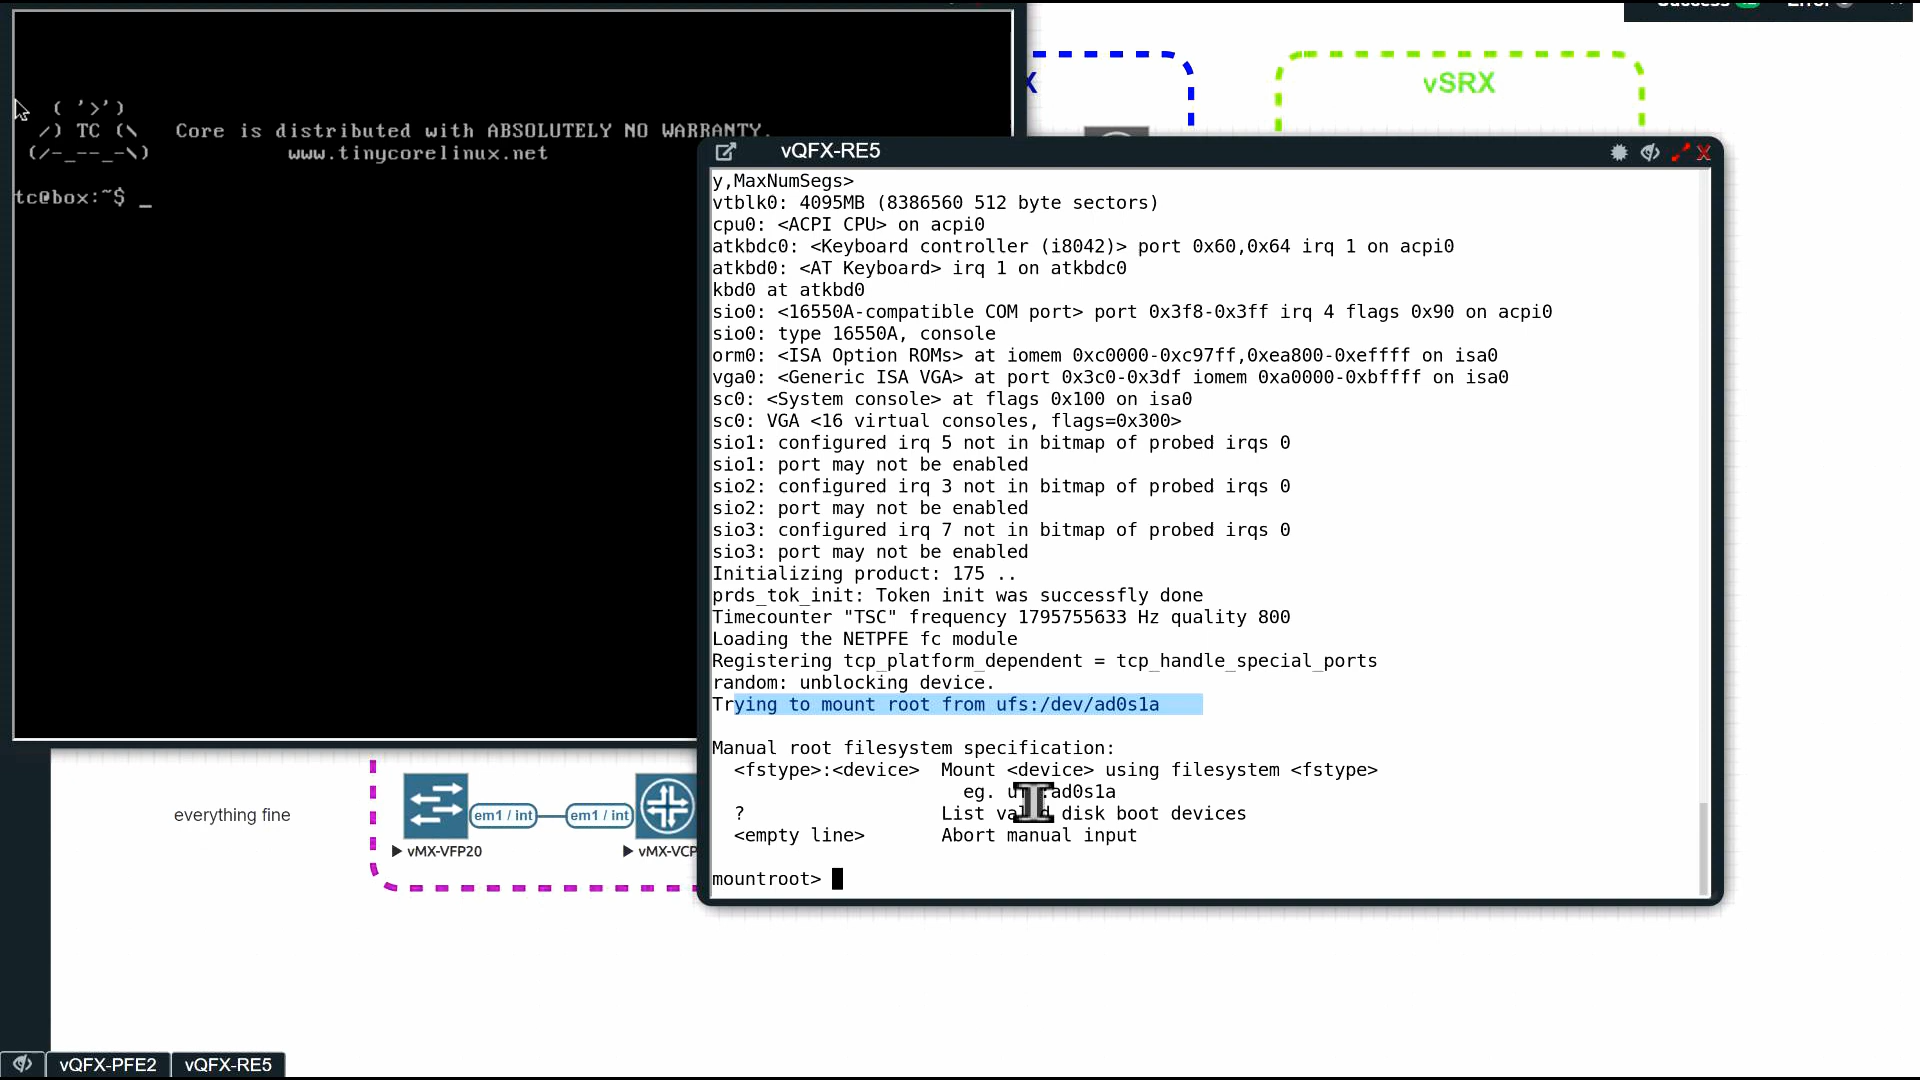 vSRX
( '>')
/) TC (\   Core is distributed with ABSOLUTELY NO WARRANTY.
(/-_--_-\)   www.tinycorelinux.net
tc@box:~$ _
vQFX-RE5
y,MaxNumSegs>
vtblk0: 4095MB (8386560 512 byte sectors)
cpu0: <ACPI CPU> on acpi0
atkbdc0: <Keyboard controller (i8042)> port 0x60,0x64 irq 1 on acpi0
atkbd0: <AT Keyboard> irq 1 on atkbdc0
kbd0 at atkbd0
sio0: <16550A-compatible COM port> port 0x3f8-0x3ff irq 4 flags 0x90 on acpi0
sio0: type 16550A, console
orm0: <ISA Option ROMs> at iomem 0xc0000-0xc97ff,0xea800-0xeffff on isa0
vga0: <Generic ISA VGA> at port 0x3c0-0x3df iomem 0xa0000-0xbffff on isa0
sc0: <System console> at flags 0x100 on isa0
sc0: VGA <16 virtual consoles, flags=0x300>
sio1: configured irq 5 not in bitmap of probed irqs 0
sio1: port may not be enabled
sio2: configured irq 3 not in bitmap of probed irqs 0
sio2: port may not be enabled
sio3: configured irq 7 not in bitmap of probed irqs 0
sio3: port may not be enabled
Initializing product: 175 ..
prds_tok_init: Token init was successfly done
Timecounter "TSC" frequency 1795755633 Hz quality 800
Loading the NETPFE fc module
Registering tcp_platform_dependent = tcp_handle_special_ports
random: unblocking device.
Trying to mount root from ufs:/dev/ad0s1a
Manual root filesystem specification:
<fstype>:<device>  Mount <device> using filesystem <fstype>
eg. :ad0s1a
?   List disk boot devices
<empty line>   Abort manual input
mountroot>
everything fine
em1 / int
em1 / int
vMX-VFP20
vMX-VCP
vQFX-PFE2
vQFX-RE5